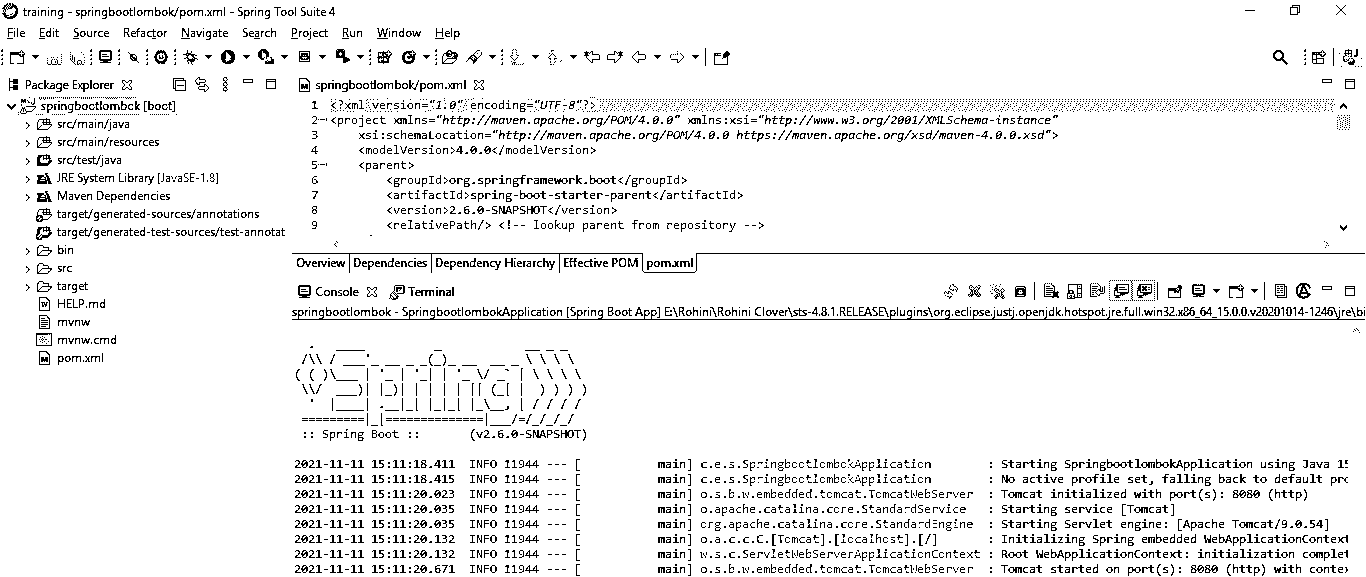 training - springbootlombok/pom.xml - Spring Tool Suite 4
File Edit Source Refactor Navigate Search Project Run Window Help
Package Explorer
springbootlombok [boot]
src/main/java
src/main/resources
src/test/java
JRE System Library [JavaSE-1.8]
Maven Dependencies
target/generated-sources/annotations
target/generated-test-sources/test-annotat
bin
src
target
HELP.md
mvnw
mvnw.cmd
pom.xml
springbootlombok/pom.xml
1 <?xml version="1.0" encoding="UTF-8"?>
2 <project xmlns="http://maven.apache.org/POM/4.0.0" xmlns:xsi="http://www.w3.org/2001/XMLSchema-instance"
3 xsi:schemaLocation="http://maven.apache.org/POM/4.0.0 https://maven.apache.org/xsd/maven-4.0.0.xsd">
4 <modelVersion>4.0.0</modelVersion>
5 <parent>
6 <groupId>org.springframework.boot</groupId>
7 <artifactId>spring-boot-starter-parent</artifactId>
8 <version>2.6.0-SNAPSHOT</version>
9 <relativePath/> <!-- lookup parent from repository -->
Overview Dependencies Dependency Hierarchy Effective POM pom.xml
Console Terminal
springbootlombok - SpringbootlombokApplication [Spring Boot App] E:\Rohini\Rohini Clover\sts-4.8.1.RELEASE\plugins\org.eclipse.justj.openjdk.hotspot.jre.full.win32.x86_64_15.0.0.v20201014-1246\jre\bi
Spring
:: Spring Boot :: (v2.6.0-SNAPSHOT)
2021-11-11 15:11:18.411 INFO 11944 --- [ main] c.e.s.SpringbootlombokApplication : Starting SpringbootlombokApplication using Java 15
2021-11-11 15:11:18.415 INFO 11944 --- [ main] c.e.s.SpringbootlombokApplication : No active profile set, falling back to default pro
2021-11-11 15:11:20.023 INFO 11944 --- [ main] o.s.b.w.embedded.tomcat.TomcatWebServer : Tomcat initialized with port(s): 8080 (http)
2021-11-11 15:11:20.035 INFO 11944 --- [ main] o.apache.catalina.core.StandardService : Starting service [Tomcat]
2021-11-11 15:11:20.035 INFO 11944 --- [ main] org.apache.catalina.core.StandardEngine : Starting Servlet engine: [Apache Tomcat/9.0.54]
2021-11-11 15:11:20.132 INFO 11944 --- [ main] o.a.c.c.C.[Tomcat].[localhost].[/] : Initializing Spring embedded WebApplicationContext
2021-11-11 15:11:20.132 INFO 11944 --- [ main] w.s.c.ServletWebServerApplicationContext : Root WebApplicationContext: initialization complet
2021-11-11 15:11:20.671 INFO 11944 --- [ main] o.s.b.w.embedded.tomcat.TomcatWebServer : Tomcat started on port(s): 8080 (http) with conte